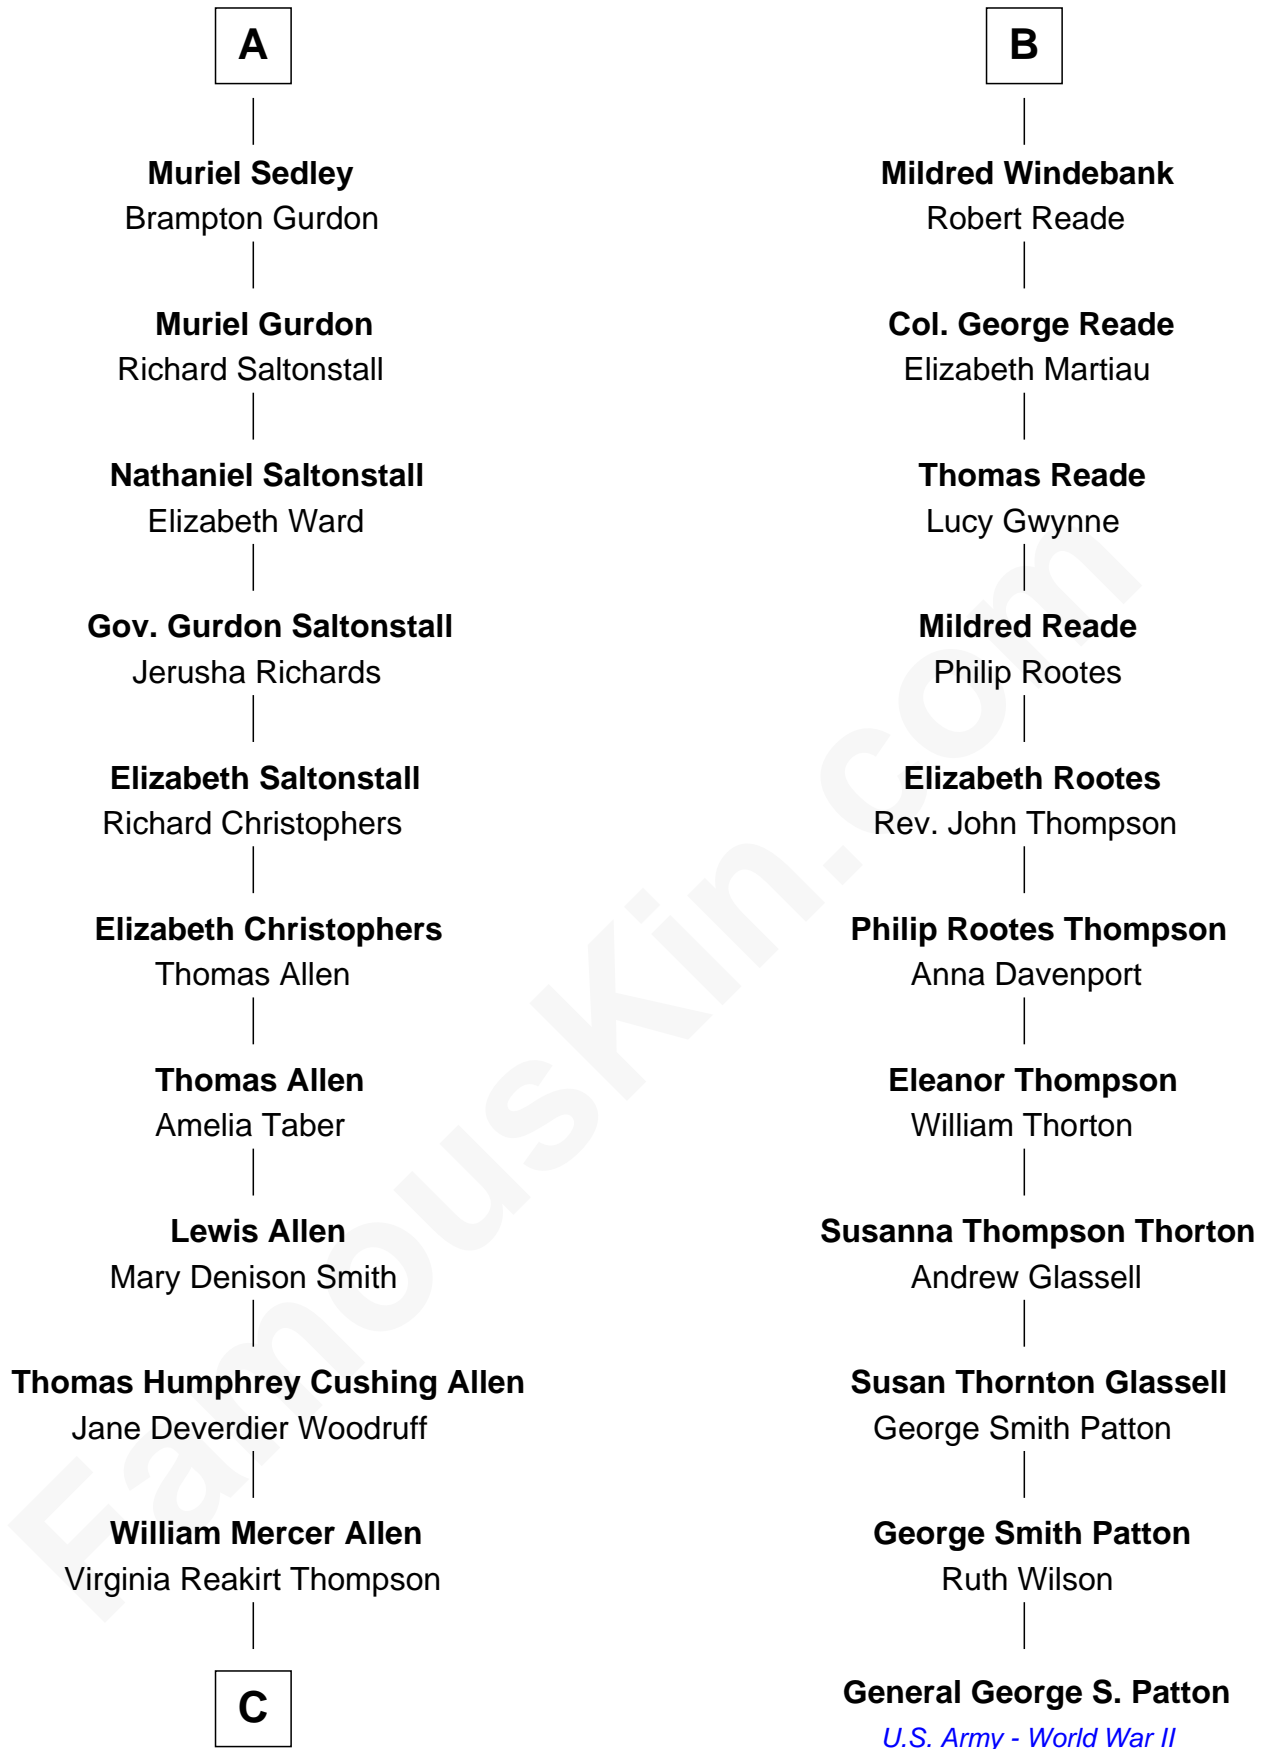 A
Muriel Sedley
Brampton Gurdon
Muriel Gurdon
Richard Saltonstall
Nathaniel Saltonstall
Elizabeth Ward
Gov. Gurdon Saltonstall
Jerusha Richards
Elizabeth Saltonstall
Richard Christophers
Elizabeth Christophers
Thomas Allen
Thomas Allen
Amelia Taber
Lewis Allen
Mary Denison Smith
Thomas Humphrey Cushing Allen
Jane Deverdier Woodruff
William Mercer Allen
Virginia Reakirt Thompson
C
B
Mildred Windebank
Robert Reade
Col. George Reade
Elizabeth Martiau
Thomas Reade
Lucy Gwynne
Mildred Reade
Philip Rootes
Elizabeth Rootes
Rev. John Thompson
Philip Rootes Thompson
Anna Davenport
Eleanor Thompson
William Thorton
Susanna Thompson Thorton
Andrew Glassell
Susan Thornton Glassell
George Smith Patton
George Smith Patton
Ruth Wilson
General George S. Patton
U.S. Army - World War II
FamousKin.com